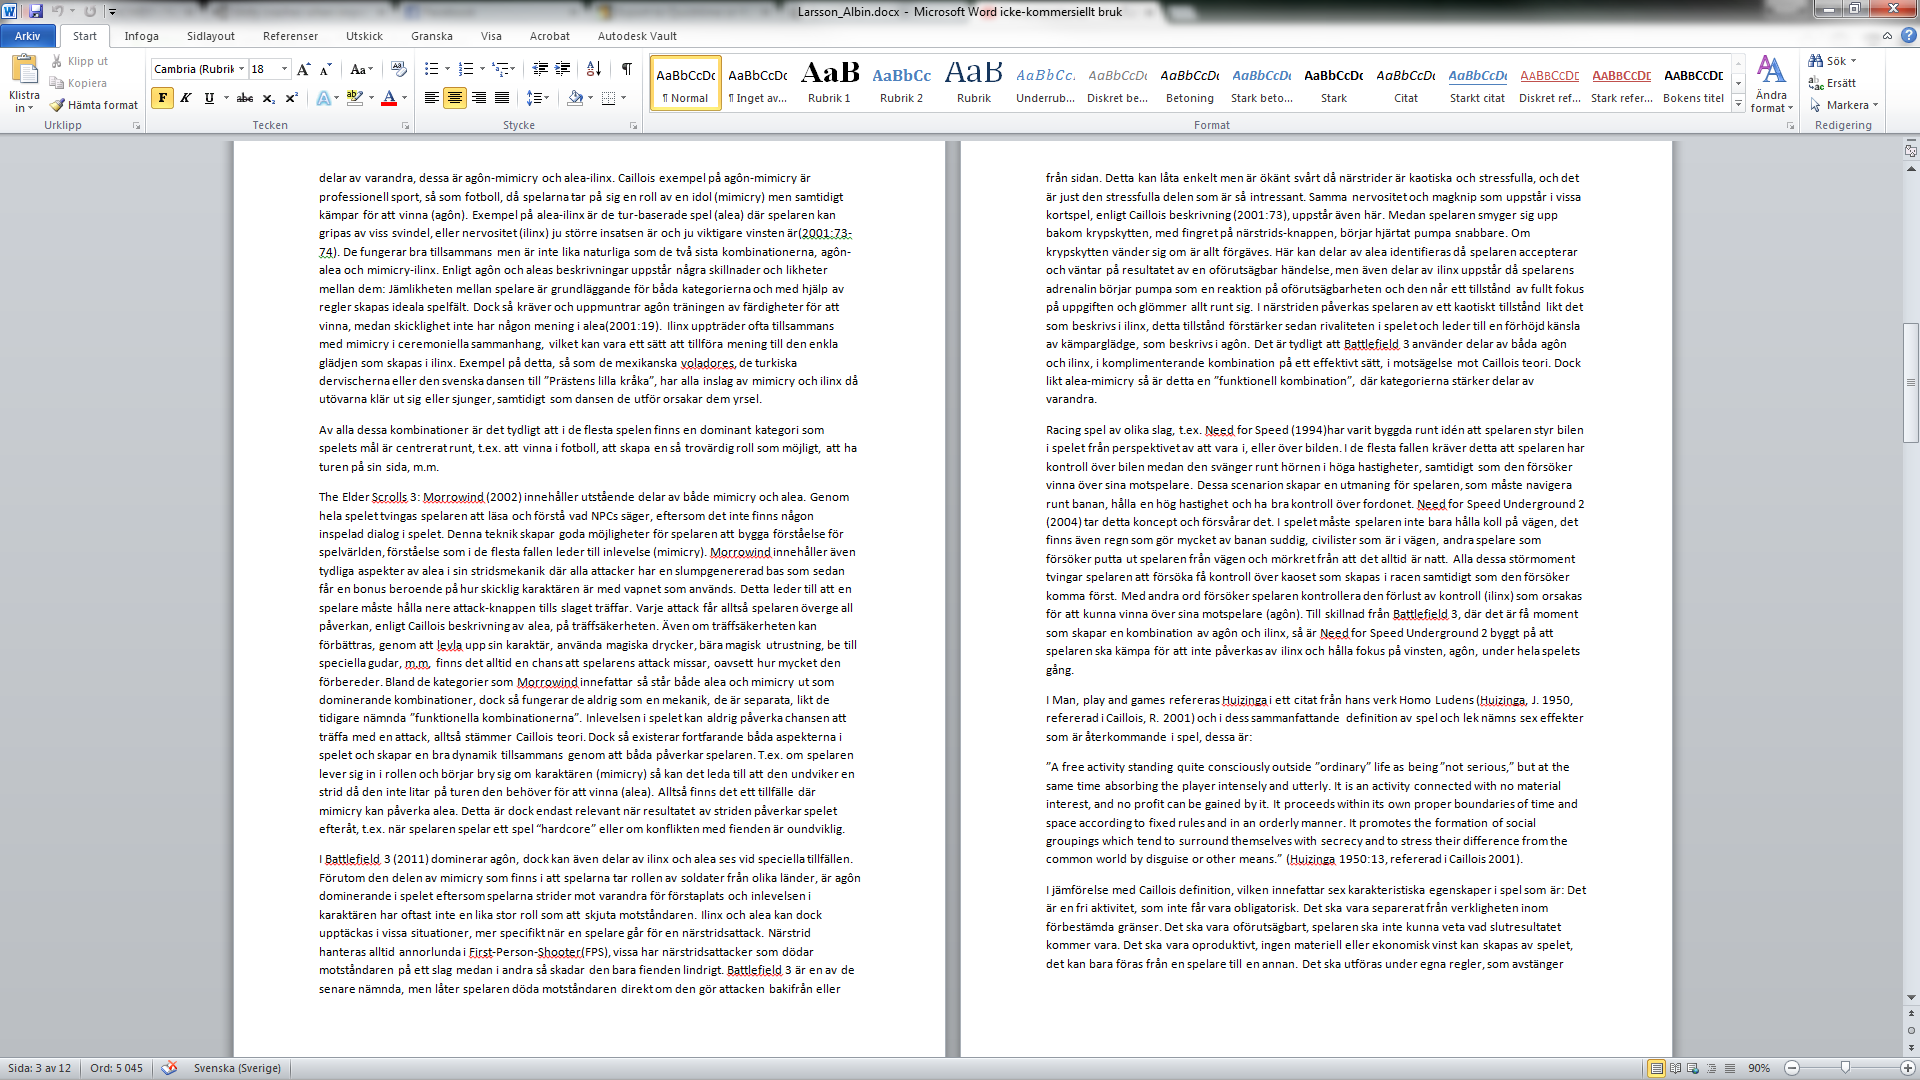 Larsson_Albin.docx - Microsoft Word icke-kommersiellt bruk
Arkiv Start Infoga Sidlayout Referenser Utskick Granska Visa Acrobat Autodesk Vault
Klistra in
Klipp ut
Kopiera
Hämta format
Urklipp
Cambria (Rubrik 18
F K U abc x₂ x²
Tecken
Stycke
AaBbCcDc AaBbCcDc AaB AaBbCc AaB AaBbCc. AaBbCcDc AaBbCcDc AaBbCcDc AaBbCcDc AaBbCcDc AaBbCcDc AABBCCDE AABBCCDE AABBCCDE
¶ Normal ¶ Inget av... Rubrik 1 Rubrik 2 Rubrik Underrub... Diskret be... Betoning Stark beto... Stark Citat Starkt citat Diskret ref... Stark refer... Bokens titel
Format
Ändra format
Sök
Ersätt
Markera
Redigering
delar av varandra, dessa är agôn-mimicry och alea-ilinx. Caillois exempel på agôn-mimicry är
professionell sport, så som fotboll, då spelarna tar på sig en roll av en idol (mimicry) men samtidigt
kämpar för att vinna (agôn). Exempel på alea-ilinx är de tur-baserade spel (alea) där spelaren kan
gripas av viss svindel, eller nervositet (ilinx) ju större insatsen är och ju viktigare vinsten är(2001:73-
74). De fungerar bra tillsammans men är inte lika naturliga som de två sista kombinationerna, agôn-
alea och mimicry-ilinx. Enligt agôn och aleas beskrivningar uppstår några skillnader och likheter
mellan dem: Jämlikheten mellan spelare är grundläggande för båda kategorierna och med hjälp av
regler skapas ideala spelfält. Dock så kräver och uppmuntrar agôn träningen av färdigheter för att
vinna, medan skicklighet inte har någon mening i alea(2001:19). Ilinx uppträder ofta tillsammans
med mimicry i ceremoniella sammanhang, vilket kan vara ett sätt att tillföra mening till den enkla
glädjen som skapas i ilinx. Exempel på detta, så som de mexikanska voladores, de turkiska
dervischerna eller den svenska dansen till ”Prästens lilla kråka”, har alla inslag av mimicry och ilinx då
utövarna klär ut sig eller sjunger, samtidigt som dansen de utför orsakar dem yrsel.
Av alla dessa kombinationer är det tydligt att i de flesta spelen finns en dominant kategori som
spelets mål är centrerat runt, t.ex. att vinna i fotboll, att skapa en så trovärdig roll som möjligt, att ha
turen på sin sida, m.m.
The Elder Scrolls 3: Morrowind (2002) innehåller utstående delar av både mimicry och alea. Genom
hela spelet tvingas spelaren att läsa och förstå vad NPCs säger, eftersom det inte finns någon
inspelad dialog i spelet. Denna teknik skapar goda möjligheter för spelaren att bygga förståelse för
spelvärlden, förståelse som i de flesta fallen leder till inlevelse (mimicry). Morrowind innehåller även
tydliga aspekter av alea i sin stridsmekanik där alla attacker har en slumpgenererad bas som sedan
får en bonus beroende på hur skicklig karaktären är med vapnet som används. Detta leder till att en
spelare måste hålla nere attack-knappen tills slaget träffar. Varje attack får alltså spelaren överge all
påverkan, enligt Caillois beskrivning av alea, på träffsäkerheten. Även om träffsäkerheten kan
förbättras, genom att levla upp sin karaktär, använda magiska drycker, bära magisk utrustning, be till
speciella gudar, m.m, finns det alltid en chans att spelarens attack missar, oavsett hur mycket den
förbereder. Bland de kategorier som Morrowind innefattar så står både alea och mimicry ut som
dominerande kombinationer, dock så fungerar de aldrig som en mekanik, de är separata, likt de
tidigare nämnda ”funktionella kombinationerna”. Inlevelsen i spelet kan aldrig påverka chansen att
träffa med en attack, alltså stämmer Caillois teori. Dock så existerar fortfarande båda aspekterna i
spelet och skapar en bra dynamik tillsammans genom att båda påverkar spelaren. T.ex. om spelaren
lever sig in i rollen och börjar bry sig om karaktären (mimicry) så kan det leda till att den undviker en
strid då den inte litar på turen den behöver för att vinna (alea). Alltså finns det ett tillfälle där
mimicry kan påverka alea. Detta är dock endast relevant när resultatet av striden påverkar spelet
efteråt, t.ex. när spelaren spelar ett spel “hardcore” eller om konflikten med fienden är oundviklig.
I Battlefield 3 (2011) dominerar agôn, dock kan även delar av ilinx och alea ses vid speciella tillfällen.
Förutom den delen av mimicry som finns i att spelarna tar rollen av soldater från olika länder, är agôn
dominerande i spelet eftersom spelarna strider mot varandra för förstaplats och inlevelsen i
karaktären har oftast inte en lika stor roll som att skjuta motståndaren. Ilinx och alea kan dock
upptäckas i vissa situationer, mer specifikt när en spelare går för en närstridsattack. Närstrid
hanteras alltid annorlunda i First-Person-Shooter(FPS), vissa har närstridsattacker som dödar
motståndaren på ett slag medan i andra så skadar den bara fienden lindrigt. Battlefield 3 är en av de
senare nämnda, men låter spelaren döda motståndaren direkt om den gör attacken bakifrån eller
från sidan. Detta kan låta enkelt men är ökänt svårt då närstrider är kaotiska och stressfulla, och det
är just den stressfulla delen som är så intressant. Samma nervositet och magknip som uppstår i vissa
kortspel, enligt Caillois beskrivning (2001:73), uppstår även här. Medan spelaren smyger sig upp
bakom krypskytten, med fingret på närstrids-knappen, börjar hjärtat pumpa snabbare. Om
krypskytten vänder sig om är allt förgäves. Här kan delar av alea identifieras då spelaren accepterar
och väntar på resultatet av en oförutsägbar händelse, men även delar av ilinx uppstår då spelarens
adrenalin börjar pumpa som en reaktion på oförutsägbarheten och den når ett tillstånd av fullt fokus
på uppgiften och glömmer allt runt sig. I närstriden påverkas spelaren av ett kaotiskt tillstånd likt det
som beskrivs i ilinx, detta tillstånd förstärker sedan rivaliteten i spelet och leder till en förhöjd känsla
av kämparglädje, som beskrivs i agôn. Det är tydligt att Battlefield 3 använder delar av båda agôn
och ilinx, i komplimenterande kombination på ett effektivt sätt, i motsägelse mot Caillois teori. Dock
likt alea-mimicry så är detta en ”funktionell kombination”, där kategorierna stärker delar av
varandra.
Racing spel av olika slag, t.ex. Need for Speed (1994)har varit byggda runt idén att spelaren styr bilen
i spelet från perspektivet av att vara i, eller över bilden. I de flesta fallen kräver detta att spelaren har
kontroll över bilen medan den svänger runt hörnen i höga hastigheter, samtidigt som den försöker
vinna över sina motspelare. Dessa scenarion skapar en utmaning för spelaren, som måste navigera
runt banan, hålla en hög hastighet och ha bra kontroll över fordonet. Need for Speed Underground 2
(2004) tar detta koncept och försvårar det. I spelet måste spelaren inte bara hålla koll på vägen, det
finns även regn som gör mycket av banan suddig, civilister som är i vägen, andra spelare som
försöker putta ut spelaren från vägen och mörkret från att det alltid är natt. Alla dessa störmoment
tvingar spelaren att försöka få kontroll över kaoset som skapas i racen samtidigt som den försöker
komma först. Med andra ord försöker spelaren kontrollera den förlust av kontroll (ilinx) som orsakas
för att kunna vinna över sina motspelare (agôn). Till skillnad från Battlefield 3, där det är få moment
som skapar en kombination av agôn och ilinx, så är Need for Speed Underground 2 byggt på att
spelaren ska kämpa för att inte påverkas av ilinx och hålla fokus på vinsten, agôn, under hela spelets
gång.
I Man, play and games refereras Huizinga i ett citat från hans verk Homo Ludens (Huizinga, J. 1950,
refererad i Caillois, R. 2001) och i dess sammanfattande definition av spel och lek nämns sex effekter
som är återkommande i spel, dessa är:
”A free activity standing quite consciously outside ”ordinary” life as being ”not serious,” but at the
same time absorbing the player intensely and utterly. It is an activity connected with no material
interest, and no profit can be gained by it. It proceeds within its own proper boundaries of time and
space according to fixed rules and in an orderly manner. It promotes the formation of social
groupings which tend to surround themselves with secrecy and to stress their difference from the
common world by disguise or other means.” (Huizinga 1950:13, refererad i Caillois 2001).
I jämförelse med Caillois definition, vilken innefattar sex karakteristiska egenskaper i spel som är: Det
är en fri aktivitet, som inte får vara obligatorisk. Det ska vara separerat från verkligheten inom
förbestämda gränser. Det ska vara oförutsägbart, spelaren ska inte kunna veta vad slutresultatet
kommer vara. Det ska vara oproduktivt, ingen materiell eller ekonomisk vinst kan skapas av spelet,
det kan bara föras från en spelare till en annan. Det ska utföras under egna regler, som avstänger
Sida: 3 av 12 Ord: 5 045 Svenska (Sverige) 90%